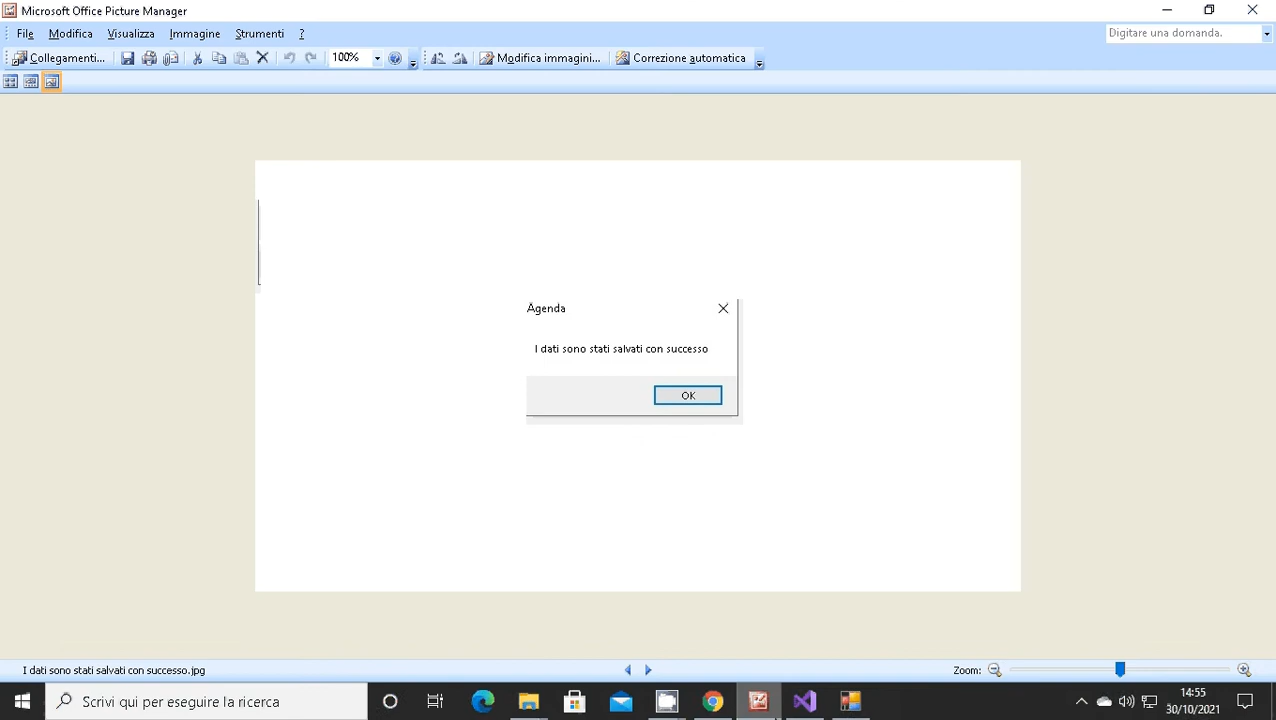 Microsoft Office Picture Manager
File Modifica Visualizza Immagine Strumenti ?
Digitare una domanda.
Collegamenti... 100% Modifica immagini... Correzione automatica
Agenda
I dati sono stati salvati con successo
OK
I dati sono stati salvati con successo.jpg
Zoom:
Scrivi qui per eseguire la ricerca
14:55
30/10/2021